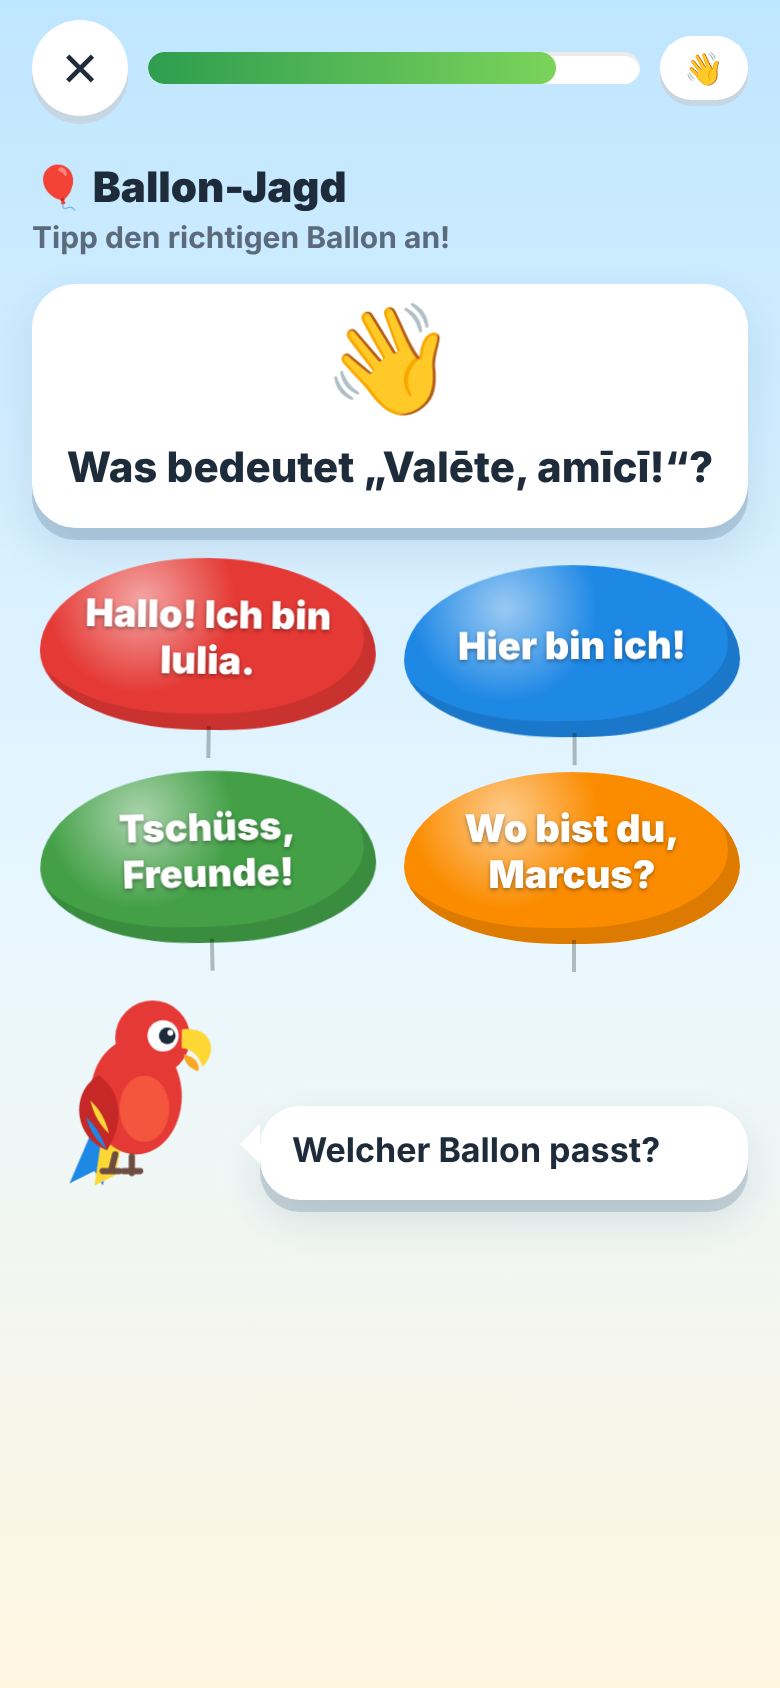 Ballon-Jagd
Tipp den richtigen Ballon an!
Was bedeutet „Valēte, amīcī!“?
Hallo! Ich bin
Iulia.
Hier bin ich!
Tschüss,
Freunde!
Wo bist du,
Marcus?
Welcher Ballon passt?